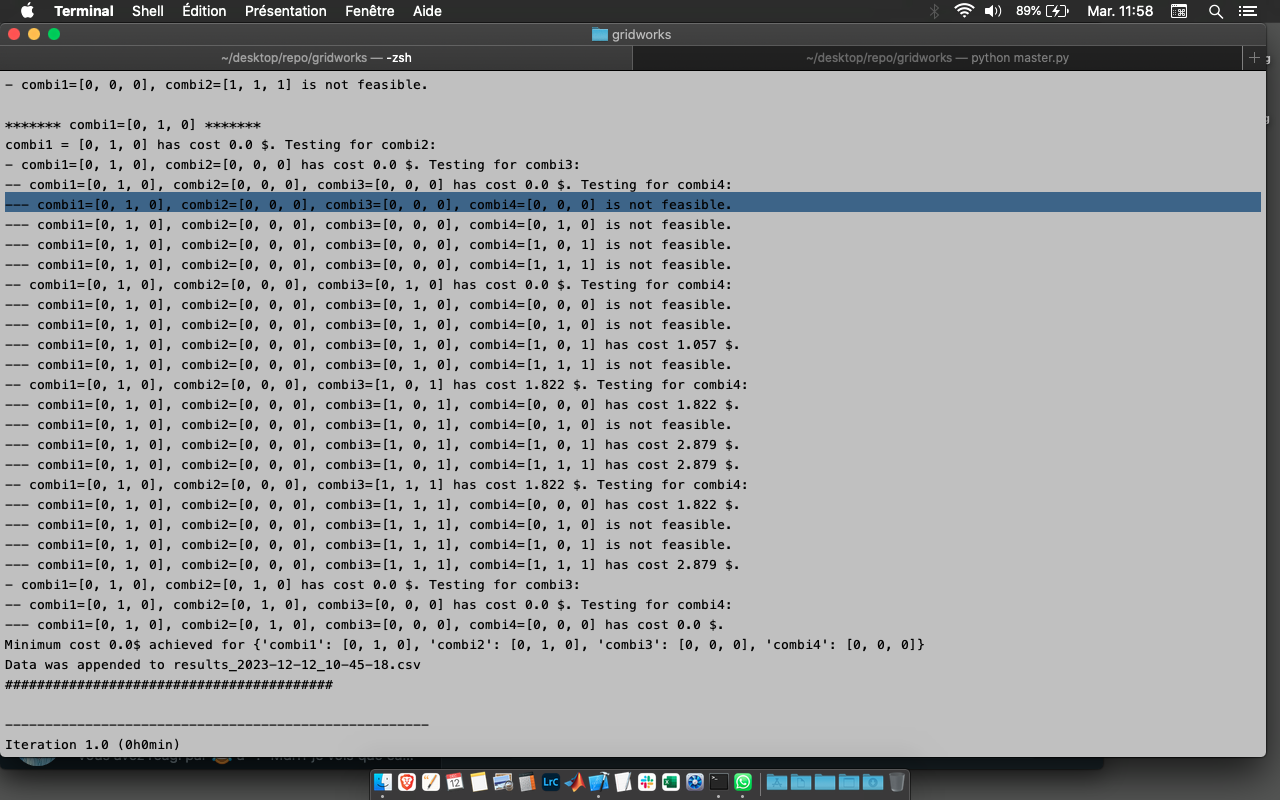 Terminal Shell Édition Présentation Fenêtre Aide 89% Mar. 11:58
gridworks
~/desktop/repo/gridworks — -zsh ~/desktop/repo/gridworks — python master.py +
- combi1=[0, 0, 0], combi2=[1, 1, 1] is not feasible.
******* combi1=[0, 1, 0] *******
combi1 = [0, 1, 0] has cost 0.0 $. Testing for combi2:
- combi1=[0, 1, 0], combi2=[0, 0, 0] has cost 0.0 $. Testing for combi3:
-- combi1=[0, 1, 0], combi2=[0, 0, 0], combi3=[0, 0, 0] has cost 0.0 $. Testing for combi4:
--- combi1=[0, 1, 0], combi2=[0, 0, 0], combi3=[0, 0, 0], combi4=[0, 0, 0] is not feasible.
--- combi1=[0, 1, 0], combi2=[0, 0, 0], combi3=[0, 0, 0], combi4=[0, 1, 0] is not feasible.
--- combi1=[0, 1, 0], combi2=[0, 0, 0], combi3=[0, 0, 0], combi4=[1, 0, 1] is not feasible.
--- combi1=[0, 1, 0], combi2=[0, 0, 0], combi3=[0, 0, 0], combi4=[1, 1, 1] is not feasible.
-- combi1=[0, 1, 0], combi2=[0, 0, 0], combi3=[0, 1, 0] has cost 0.0 $. Testing for combi4:
--- combi1=[0, 1, 0], combi2=[0, 0, 0], combi3=[0, 1, 0], combi4=[0, 0, 0] is not feasible.
--- combi1=[0, 1, 0], combi2=[0, 0, 0], combi3=[0, 1, 0], combi4=[0, 1, 0] is not feasible.
--- combi1=[0, 1, 0], combi2=[0, 0, 0], combi3=[0, 1, 0], combi4=[1, 0, 1] has cost 1.057 $.
--- combi1=[0, 1, 0], combi2=[0, 0, 0], combi3=[0, 1, 0], combi4=[1, 1, 1] is not feasible.
-- combi1=[0, 1, 0], combi2=[0, 0, 0], combi3=[1, 0, 1] has cost 1.822 $. Testing for combi4:
--- combi1=[0, 1, 0], combi2=[0, 0, 0], combi3=[1, 0, 1], combi4=[0, 0, 0] has cost 1.822 $.
--- combi1=[0, 1, 0], combi2=[0, 0, 0], combi3=[1, 0, 1], combi4=[0, 1, 0] is not feasible.
--- combi1=[0, 1, 0], combi2=[0, 0, 0], combi3=[1, 0, 1], combi4=[1, 0, 1] has cost 2.879 $.
--- combi1=[0, 1, 0], combi2=[0, 0, 0], combi3=[1, 0, 1], combi4=[1, 1, 1] has cost 2.879 $.
-- combi1=[0, 1, 0], combi2=[0, 0, 0], combi3=[1, 1, 1] has cost 1.822 $. Testing for combi4:
--- combi1=[0, 1, 0], combi2=[0, 0, 0], combi3=[1, 1, 1], combi4=[0, 0, 0] has cost 1.822 $.
--- combi1=[0, 1, 0], combi2=[0, 0, 0], combi3=[1, 1, 1], combi4=[0, 1, 0] is not feasible.
--- combi1=[0, 1, 0], combi2=[0, 0, 0], combi3=[1, 1, 1], combi4=[1, 0, 1] is not feasible.
--- combi1=[0, 1, 0], combi2=[0, 0, 0], combi3=[1, 1, 1], combi4=[1, 1, 1] has cost 2.879 $.
- combi1=[0, 1, 0], combi2=[0, 1, 0] has cost 0.0 $. Testing for combi3:
-- combi1=[0, 1, 0], combi2=[0, 1, 0], combi3=[0, 0, 0] has cost 0.0 $. Testing for combi4:
--- combi1=[0, 1, 0], combi2=[0, 1, 0], combi3=[0, 0, 0], combi4=[0, 0, 0] has cost 0.0 $.
Minimum cost 0.0$ achieved for {'combi1': [0, 1, 0], 'combi2': [0, 1, 0], 'combi3': [0, 0, 0], 'combi4': [0, 0, 0]}
Data was appended to results_2023-12-12_10-45-18.csv
#########################################
-----------------------------------------------------
Iteration 1.0 (0h0min)
12
LrC